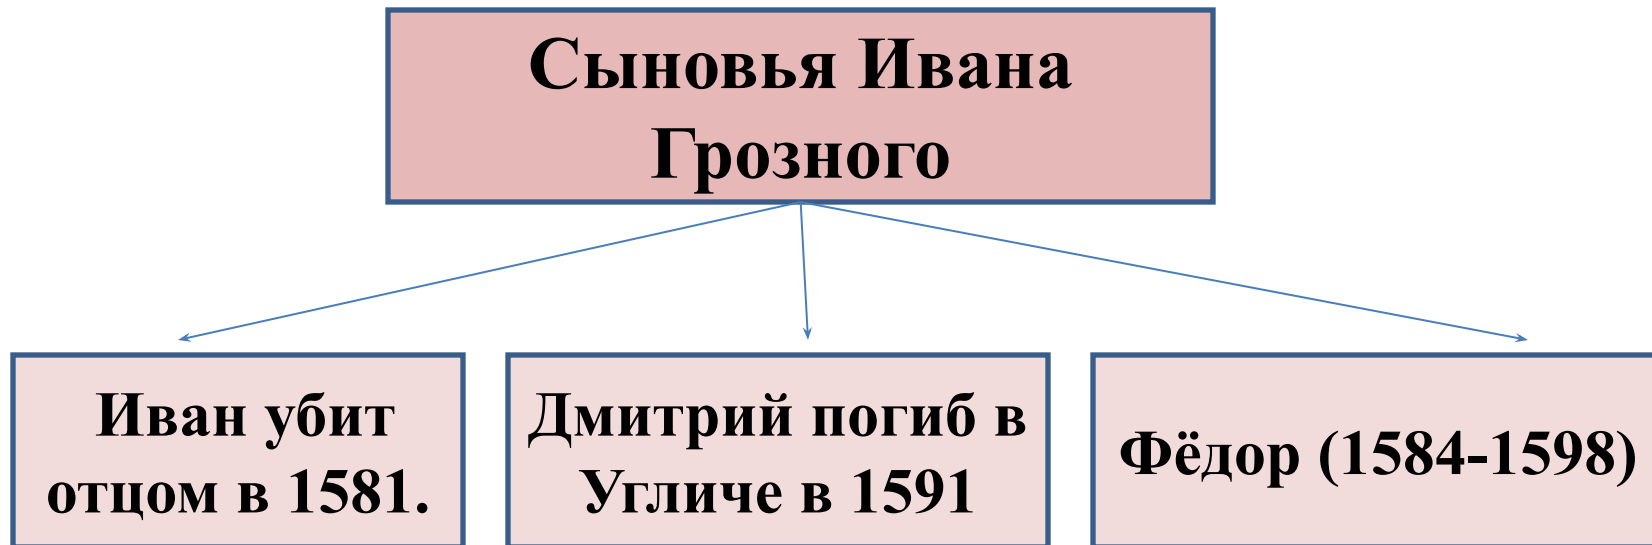 Сыновья Ивана
Грозного
Иван убит
отцом в 1581.
Дмитрий погиб в
Угличе в 1591
Фёдор (1584-1598)